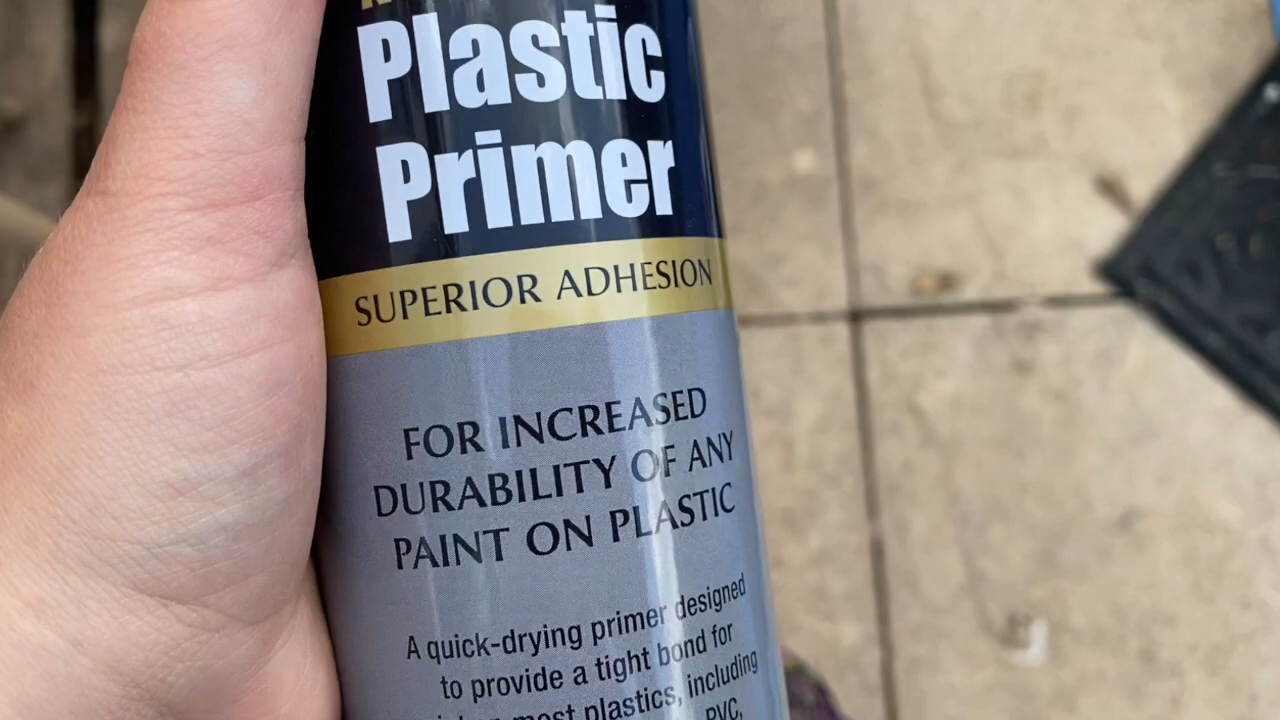 Plastic
Primer
SUPERIOR ADHESION
FOR INCREASED
DURABILITY OF ANY
PAINT ON PLASTIC
A quick-drying primer designed
to provide a tight bond for
most plastics, including
PVC,